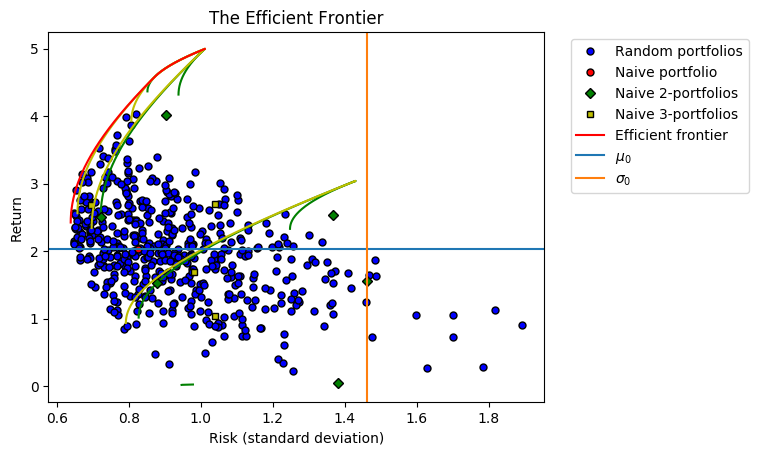 The Efficient Frontier
5
4
3
2
1
0
Return
0.6 0.8 1.0 1.2 1.4 1.6 1.8
Risk (standard deviation)
Random portfolios
Naive portfolio
Naive 2-portfolios
Naive 3-portfolios
Efficient frontier
μ₀
σ₀